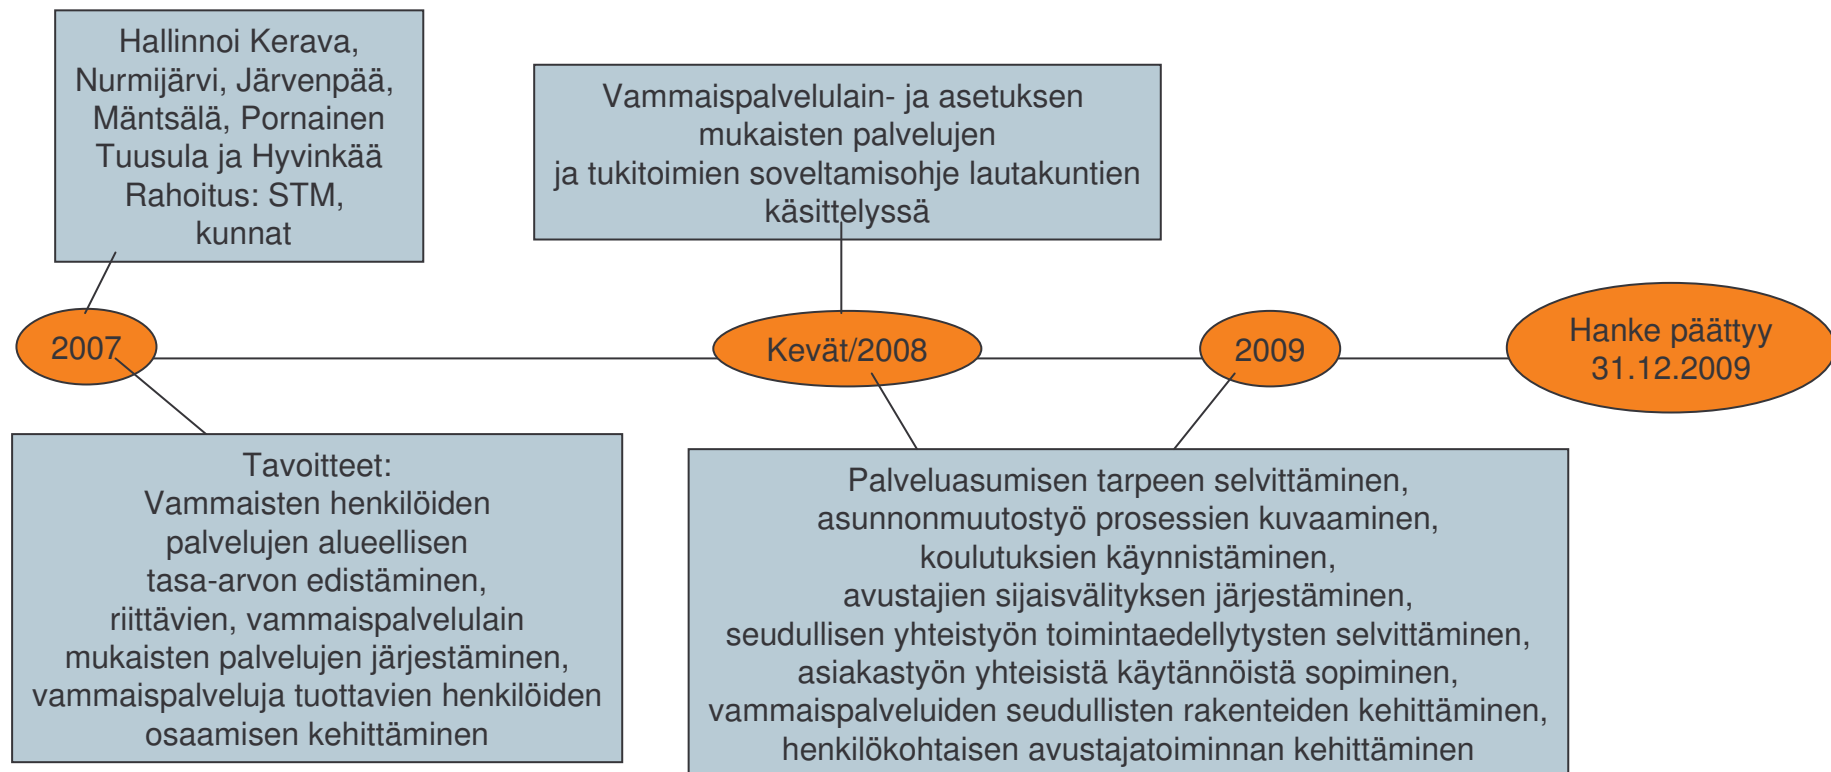 Hallinnoi Kerava,
Nurmijärvi, Järvenpää,
Mäntsälä, Pornainen
Tuusula ja Hyvinkää
Rahoitus: STM,
kunnat
Vammaispalvelulain- ja asetuksen
mukaisten palvelujen
ja tukitoimien soveltamisohje lautakuntien
käsittelyssä
2007
Kevät/2008
2009
Hanke päättyy
31.12.2009
Tavoitteet:
Vammaisten henkilöiden
palvelujen alueellisen
tasa-arvon edistäminen,
riittävien, vammaispalvelulain
mukaisten palvelujen järjestäminen,
vammaispalveluja tuottavien henkilöiden
osaamisen kehittäminen
Palveluasumisen tarpeen selvittäminen,
asunnonmuutostyö prosessien kuvaaminen,
koulutuksien käynnistäminen,
avustajien sijaisvälityksen järjestäminen,
seudullisen yhteistyön toimintaedellytysten selvittäminen,
asiakastyön yhteisistä käytännöistä sopiminen,
vammaispalveluiden seudullisten rakenteiden kehittäminen,
henkilökohtaisen avustajatoiminnan kehittäminen